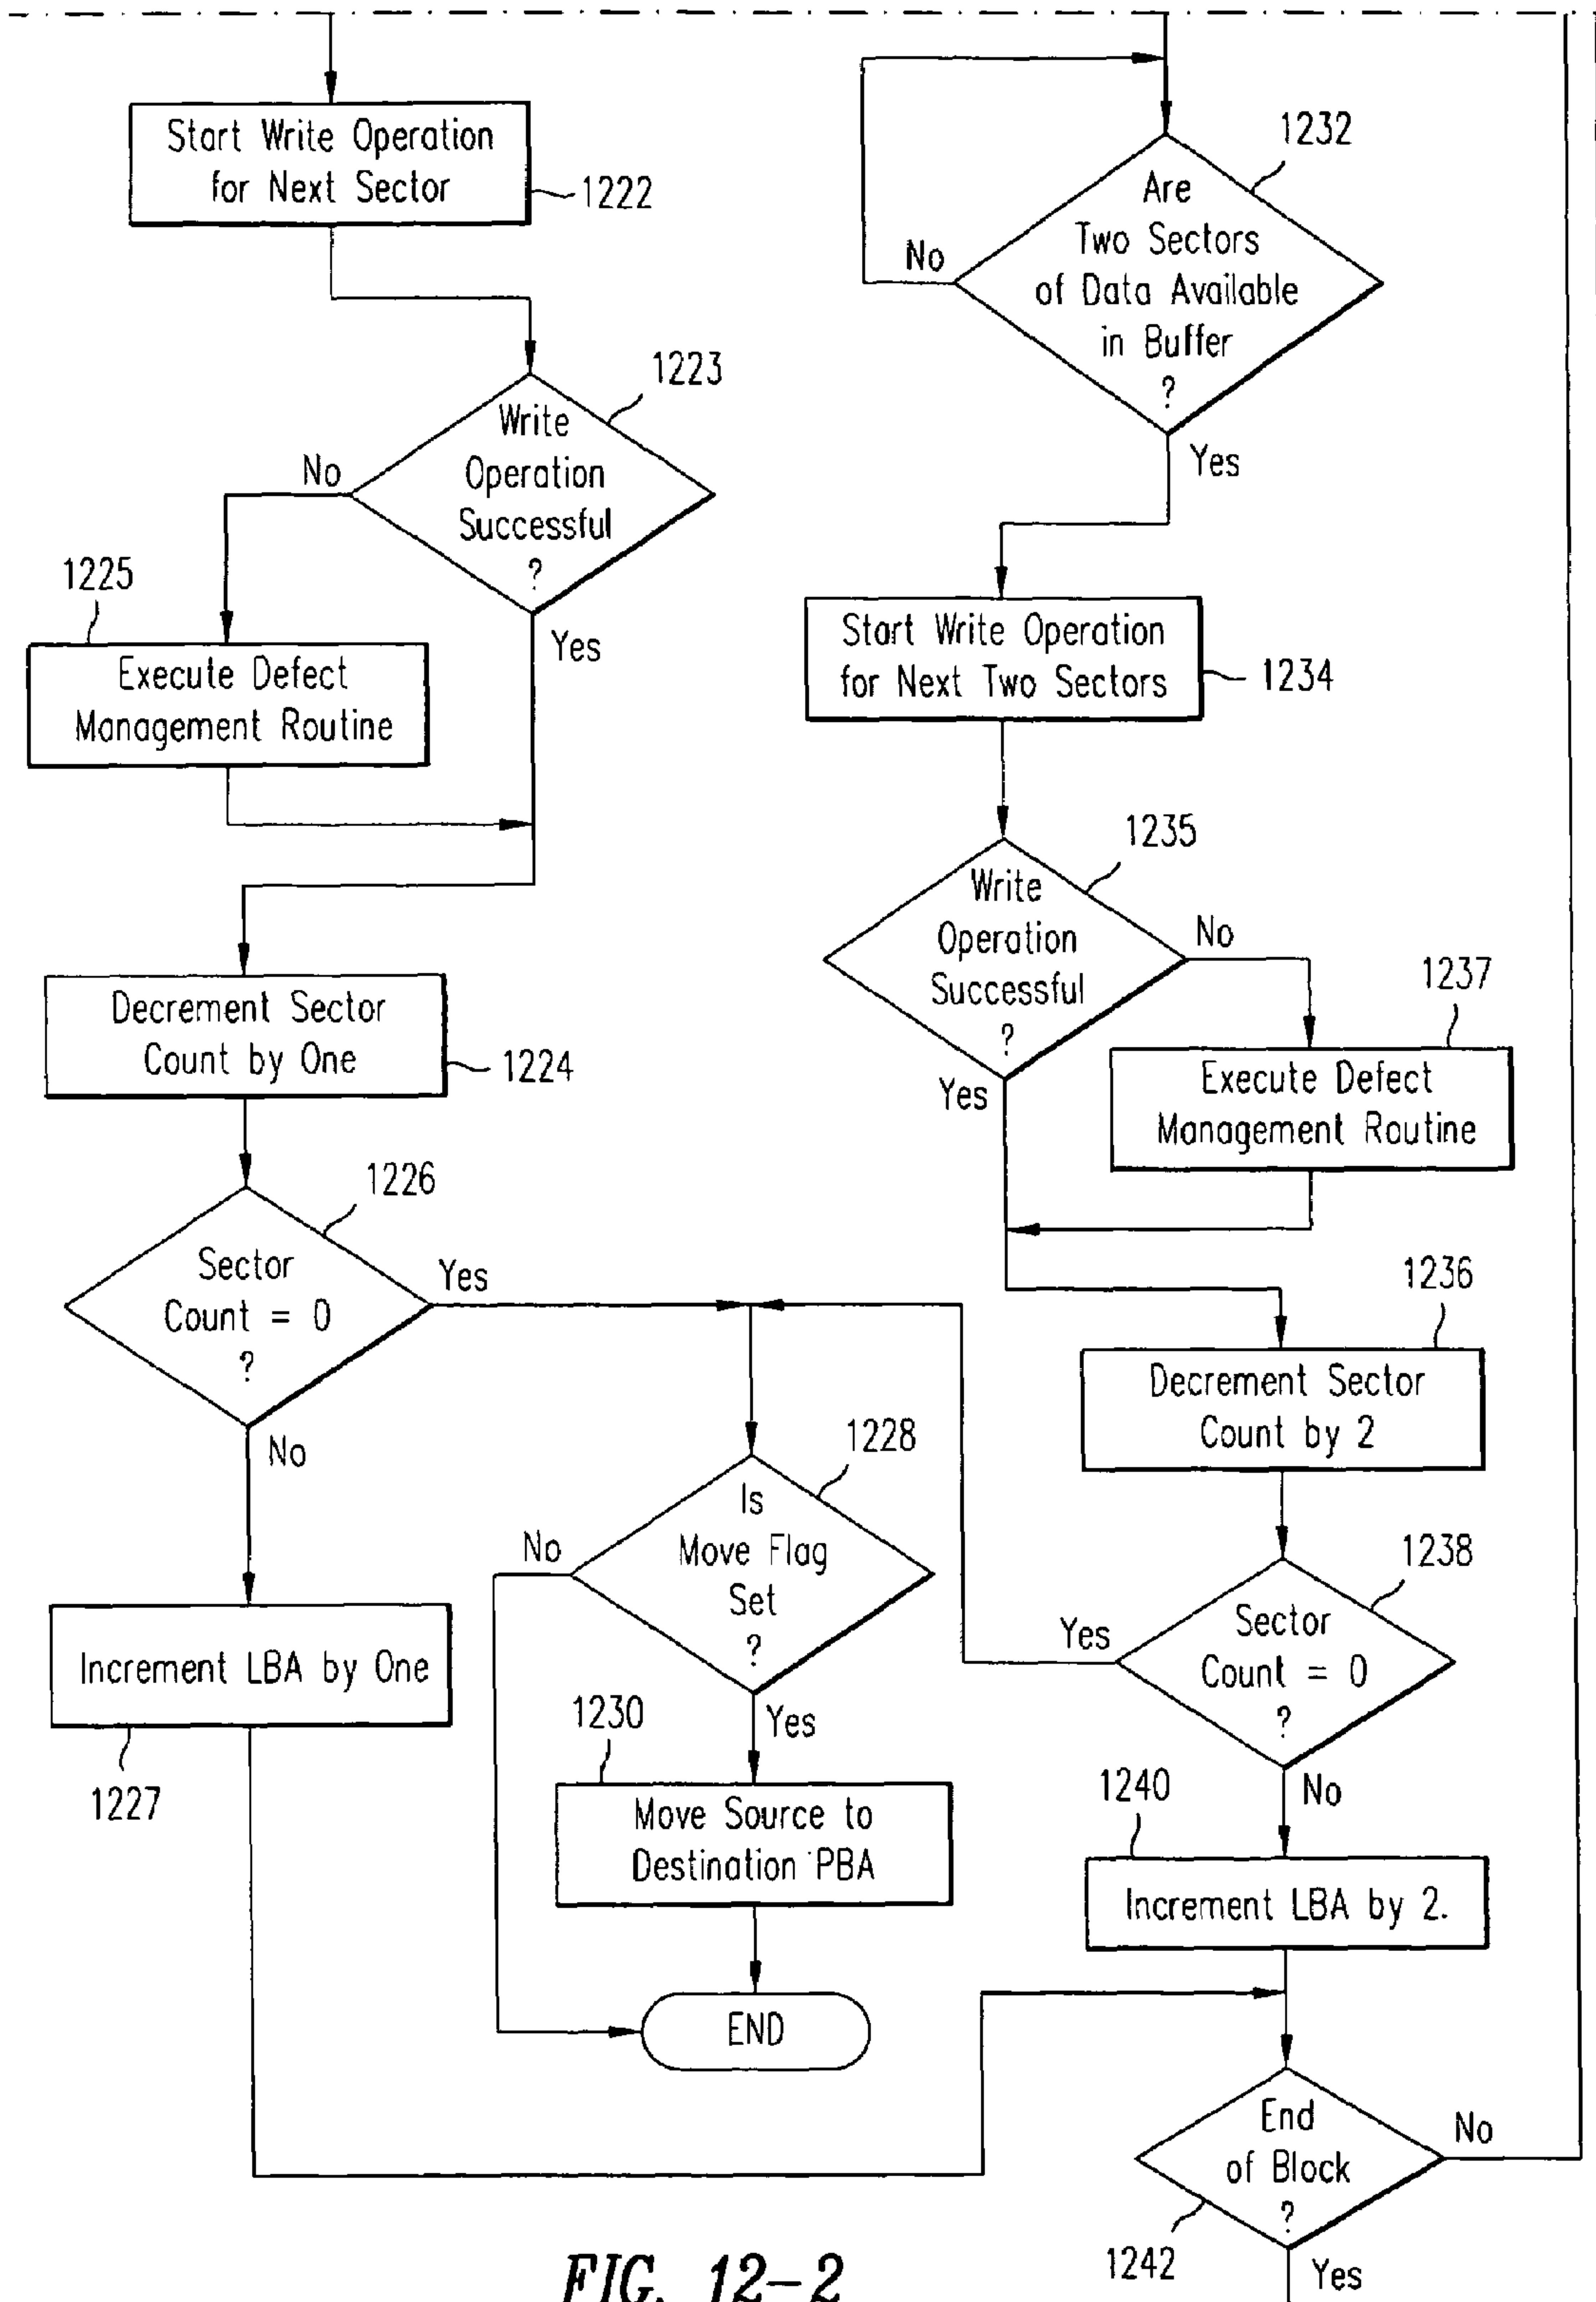 Start Write Operation
for Next Sector
1222
1223
Write
Operation
Successful
?
No
Yes
1225
Execute Defect
Management Routine
Decrement Sector
Count by One
1224
1226
Sector
Count = 0
?
Yes
No
Increment LBA by One
1227
1228
Is
Move Flag
Set
?
No
Yes
1230
Move Source to
Destination PBA
END
1232
Are
Two Sectors
of Data Available
in Buffer
?
No
Yes
Start Write Operation
for Next Two Sectors
1234
1235
Write
Operation
Successful
?
No
Yes
1237
Execute Defect
Management Routine
1236
Decrement Sector
Count by 2
1238
Sector
Count = 0
?
Yes
No
1240
Increment LBA by 2.
End
of Block
?
No
1242
Yes
FIG. 12-2